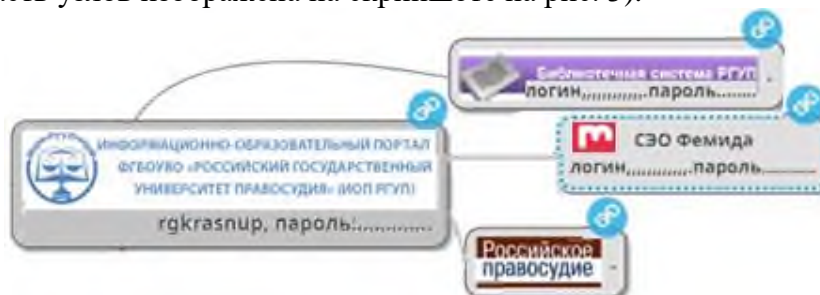 Библиотечная система РГУП
логин,,,,,,,,,,,,пароль........
ИНФОРМАЦИОННО-ОБРАЗОВАТЕЛЬНЫЙ ПОРТАЛ
ФГБОУВО «РОССИЙСКИЙ ГОСУДАРСТВЕННЫЙ
УНИВЕРСИТЕТ ПРАВОСУДИЯ» (ИОП РГУП)
rgkrasnup, пароль:.............
СЭО Фемида
логин,,,,,,,,,,,,,пароль...........
Российское
правосудие